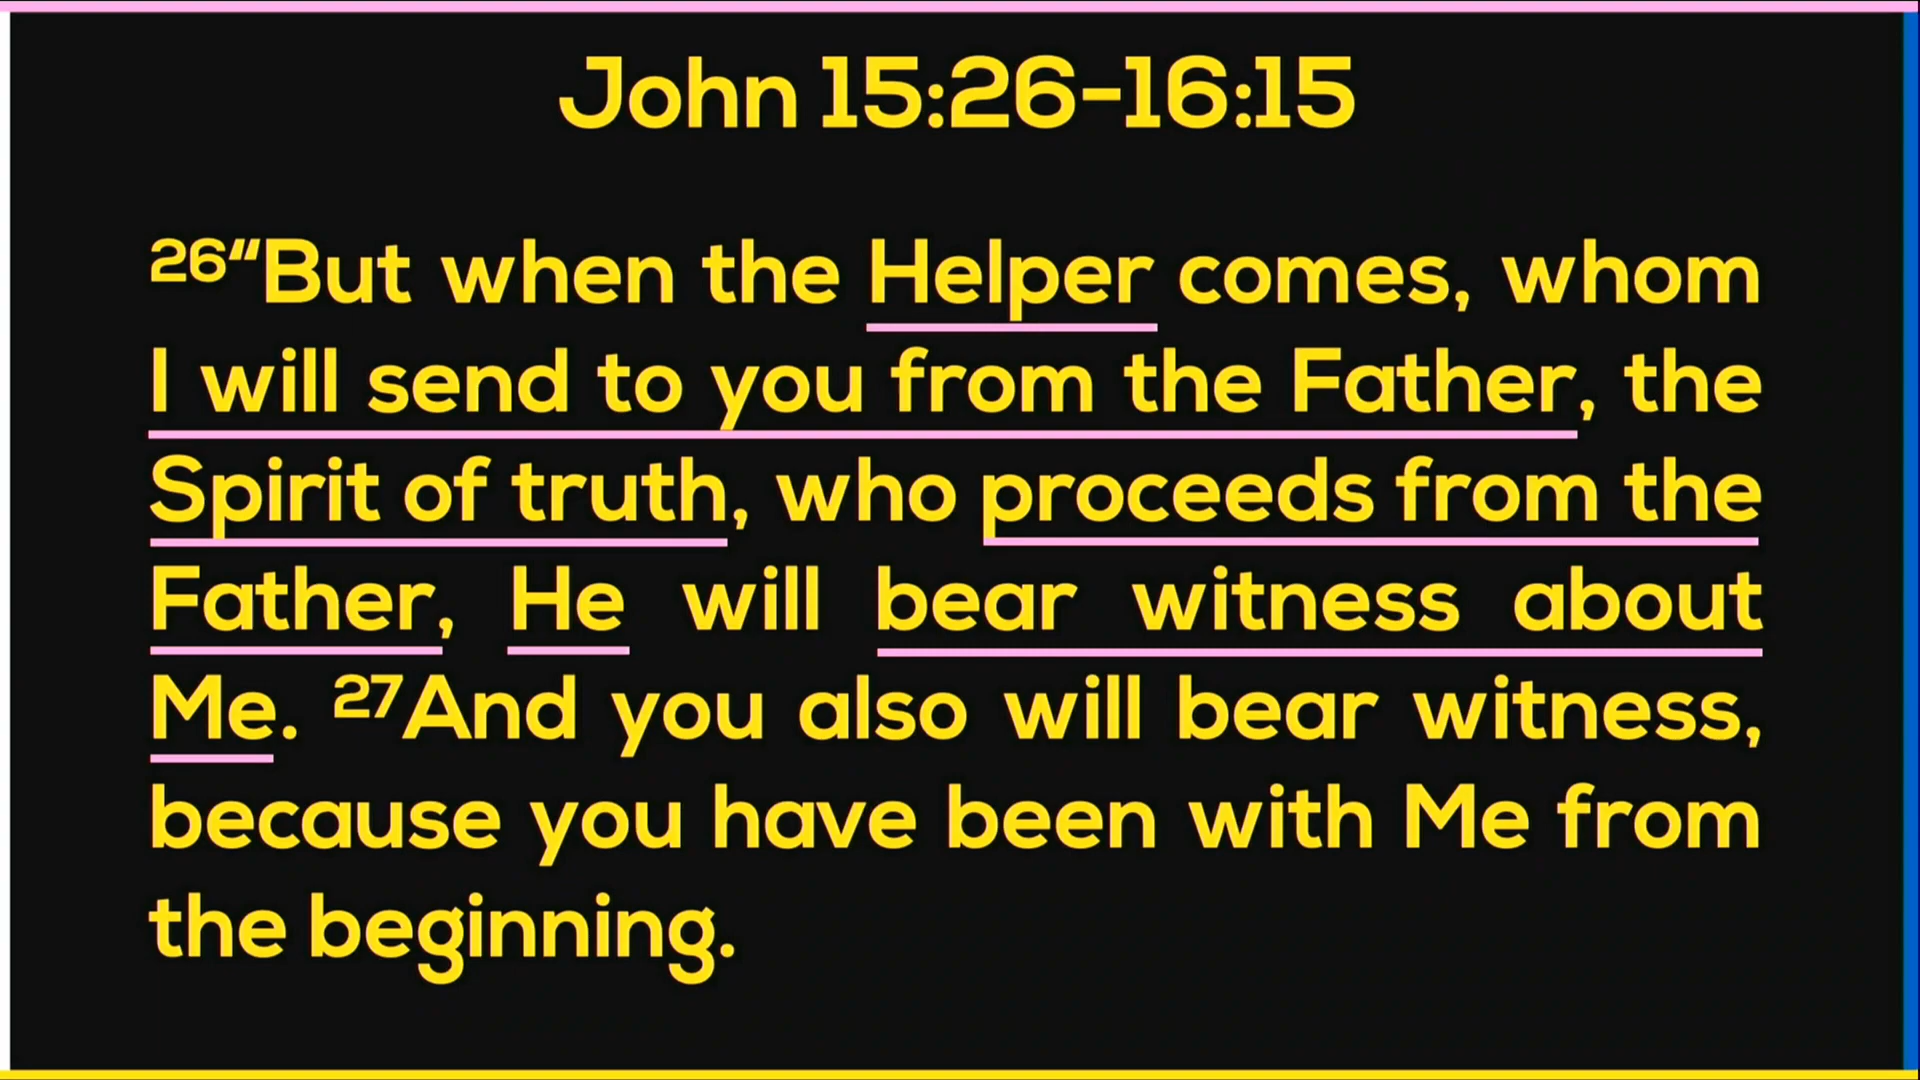 John 15:26-16:15
²⁶“But when the Helper comes, whom
I will send to you from the Father, the
Spirit of truth, who proceeds from the
Father, He will bear witness about
Me. ²⁷And you also will bear witness,
because you have been with Me from
the beginning.